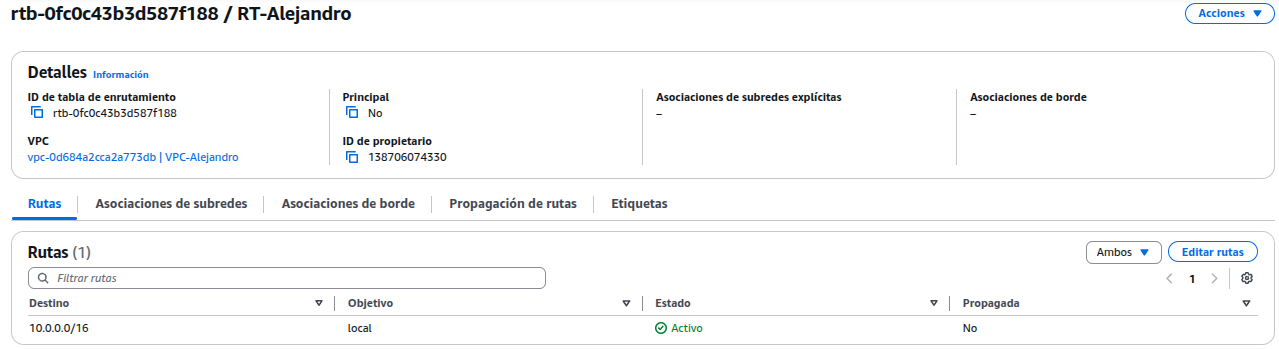 rtb-0fc0c43b3d587f188 / RT-Alejandro
Acciones
Detalles Información
ID de tabla de enrutamiento
rtb-0fc0c43b3d587f188
Principal
No
Asociaciones de subredes explícitas
–
Asociaciones de borde
–
VPC
vpc-0d684a2cca2a773db | VPC-Alejandro
ID de propietario
138706074330
Rutas Asociaciones de subredes Asociaciones de borde Propagación de rutas Etiquetas
Rutas (1)
Ambos Editar rutas
Filtrar rutas
1
Destino Objetivo Estado Propagada
10.0.0.0/16 local Activo No